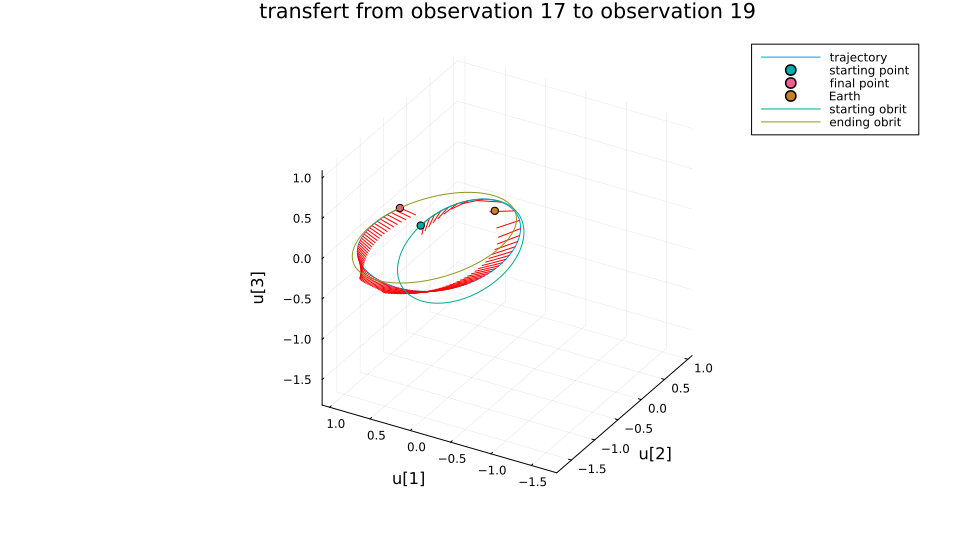 transfert from observation 17 to observation 19
trajectory
starting point
final point
Earth
starting obrit
ending obrit
1.0
0.5
0.0
−0.5
−1.0
−1.5
u[3]
1.0
0.5
0.0
−0.5
−1.0
−1.5
u[1]
1.0
0.5
0.0
−0.5
−1.0
−1.5
u[2]